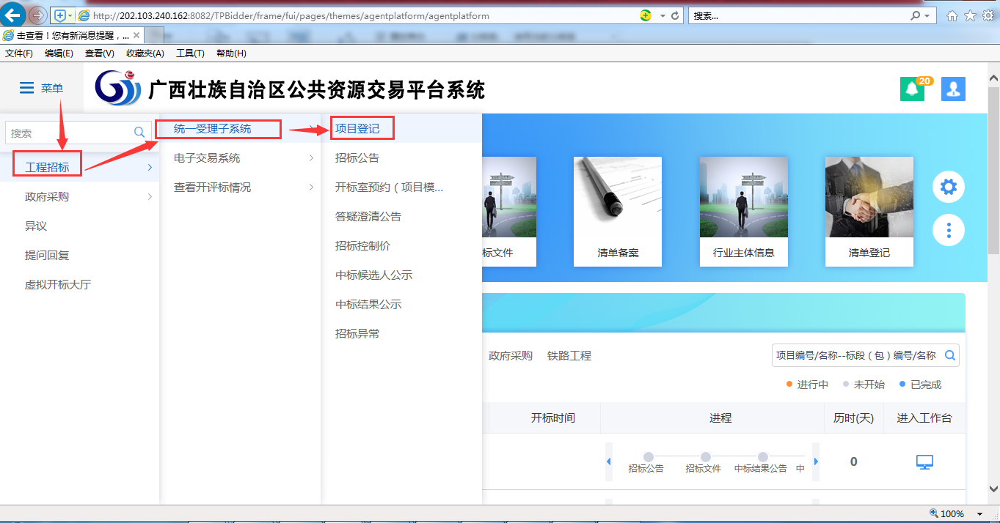 http://202.103.240.162:8082/TPBidder/frame/fui/pages/themes/agentplatform/agentplatform
搜索...
击查看！您有新消息提醒，...
文件(F) 编辑(E) 查看(V) 收藏夹(A) 工具(T) 帮助(H)
菜单
广西壮族自治区公共资源交易平台系统
20
搜索
工程招标
政府采购
异议
提问回复
虚拟开标大厅
统一受理子系统
电子交易系统
查看开评标情况
项目登记
招标公告
开标室预约（项目模...
答疑澄清公告
招标控制价
中标候选人公示
中标结果公示
招标异常
标文件
清单备案
行业主体信息
清单登记
政府采购 铁路工程
项目编号/名称--标段（包）编号/名称
进行中 未开始 已完成
开标时间 进程 历时(天) 进入工作台
招标公告 招标文件 中标结果公告 中
0
100%